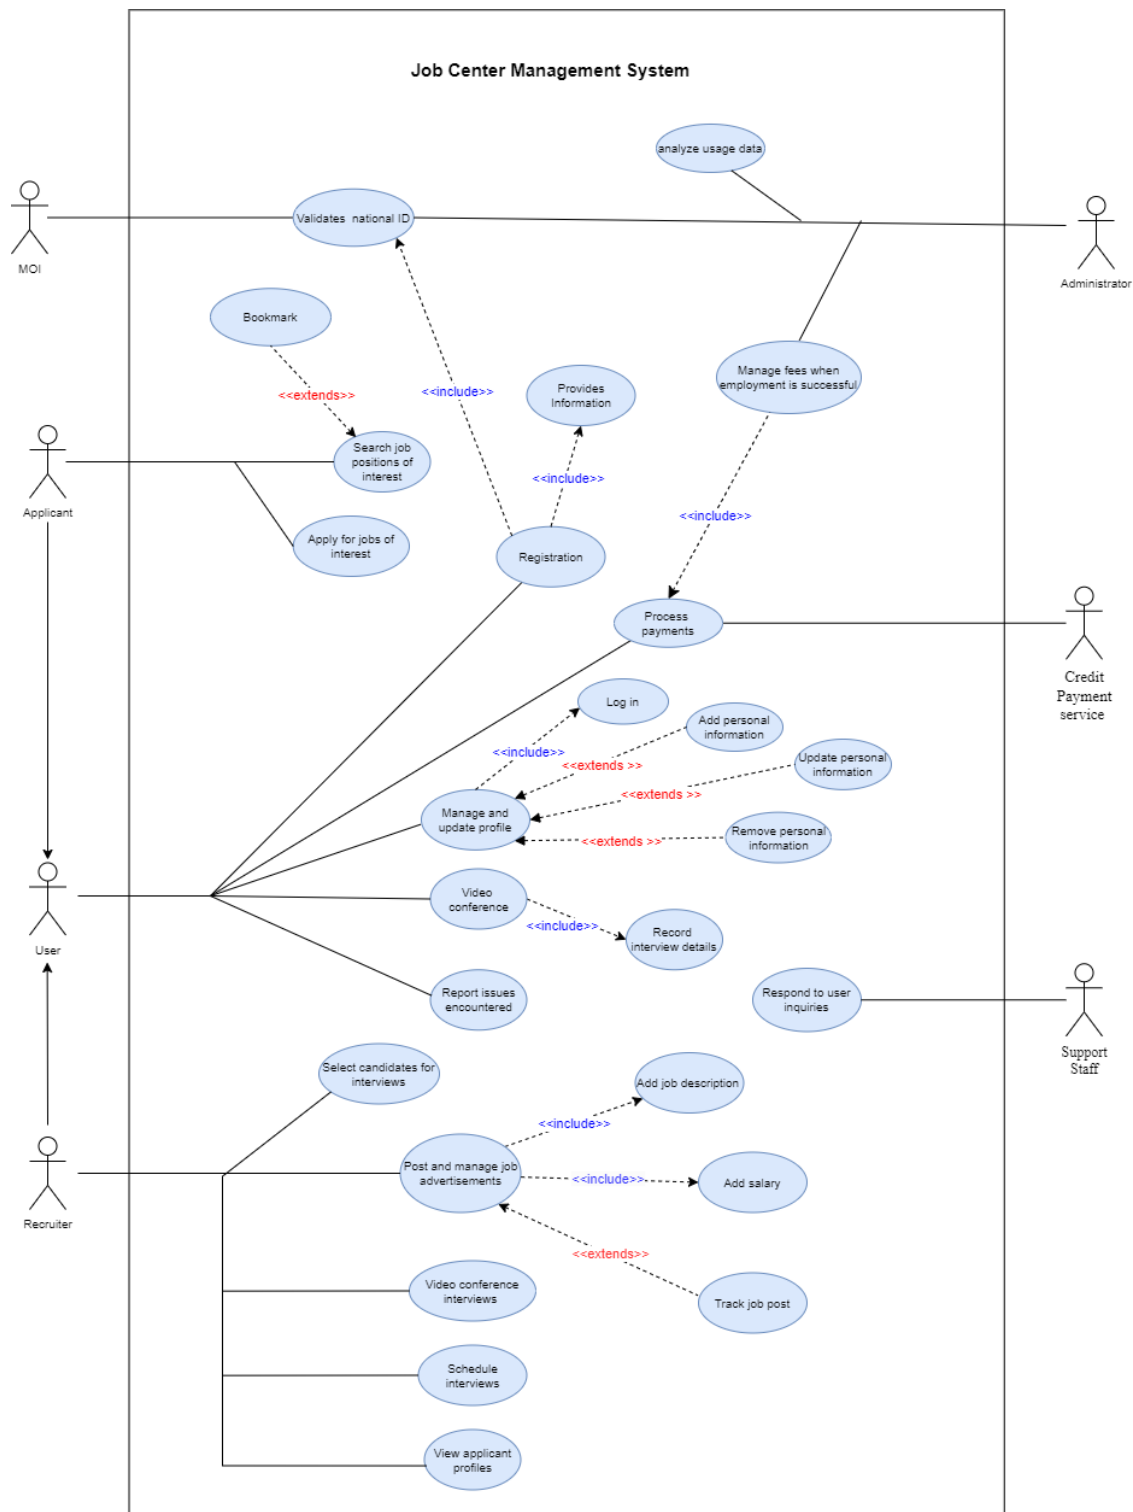 Job Center Management System
analyze usage data
Validates  national ID
MOI
Administrator
Bookmark
<<extends>>
<<include>>
Provides
Information
Manage fees when
employment is successful
Search job
positions of
interest
<<include>>
Applicant
<<include>>
Apply for jobs of
interest
Registration
Process
payments
Credit
Payment
service
Log in
Add personal
information
<<include>>
<<extends >>
Update personal
information
<<extends >>
Manage and
update profile
Remove personal
information
<<extends >>
Video
conference
<<include>>
Record
interview details
User
Report issues
encountered
Respond to user
inquiries
Support
Staff
Select candidates for
interviews
Add job description
<<include>>
Post and manage job
advertisements
<<include>>
Add salary
Recruiter
<<extends>>
Video conference
interviews
Track job post
Schedule
interviews
View applicant
profiles